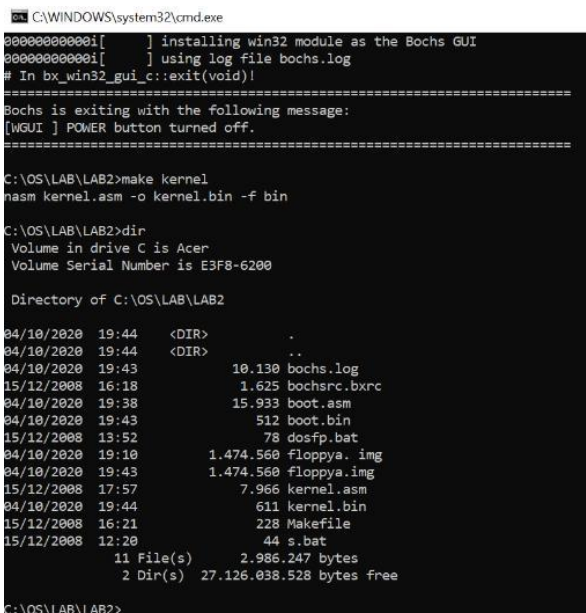 C:\WINDOWS\system32\cmd.exe
00000000000i[     ] installing win32 module as the Bochs GUI
00000000000i[     ] using log file bochs.log
# In bx_win32_gui_c::exit(void)!
========================================================================
Bochs is exiting with the following message:
[WGUI ] POWER button turned off.
========================================================================
C:\OS\LAB\LAB2>make kernel
nasm kernel.asm -o kernel.bin -f bin
C:\OS\LAB\LAB2>dir
Volume in drive C is Acer
Volume Serial Number is E3F8-6200
Directory of C:\OS\LAB\LAB2
04/10/2020  19:44    <DIR>          .
04/10/2020  19:44    <DIR>          ..
04/10/2020  19:43            10.130 bochs.log
15/12/2008  16:18             1.625 bochsrc.bxrc
04/10/2020  19:38            15.933 boot.asm
04/10/2020  19:43               512 boot.bin
15/12/2008  13:52                78 dosfp.bat
04/10/2020  19:10         1.474.560 floppya. img
04/10/2020  19:43         1.474.560 floppya.img
15/12/2008  17:57             7.966 kernel.asm
04/10/2020  19:44               611 kernel.bin
15/12/2008  16:21               228 Makefile
15/12/2008  12:20                44 s.bat
11 File(s)      2.986.247 bytes
2 Dir(s)  27.126.038.528 bytes free
C:\OS\LAB\LAB2>